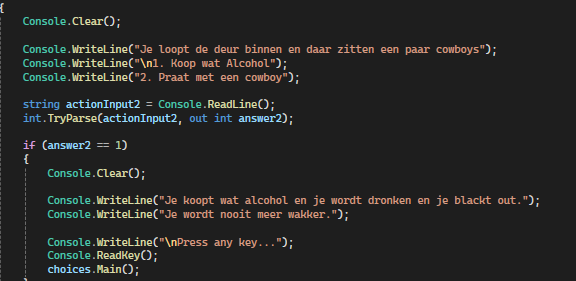 {
Console.Clear();
Console.WriteLine("Je loopt de deur binnen en daar zitten een paar cowboys");
Console.WriteLine("\n1. Koop wat Alcohol");
Console.WriteLine("2. Praat met een cowboy");
string actionInput2 = Console.ReadLine();
int.TryParse(actionInput2, out int answer2);
if (answer2 == 1)
{
Console.Clear();
Console.WriteLine("Je koopt wat alcohol en je wordt dronken en je blackt out.");
Console.WriteLine("Je wordt nooit meer wakker.");
Console.WriteLine("\nPress any key...");
Console.ReadKey();
choices.Main();